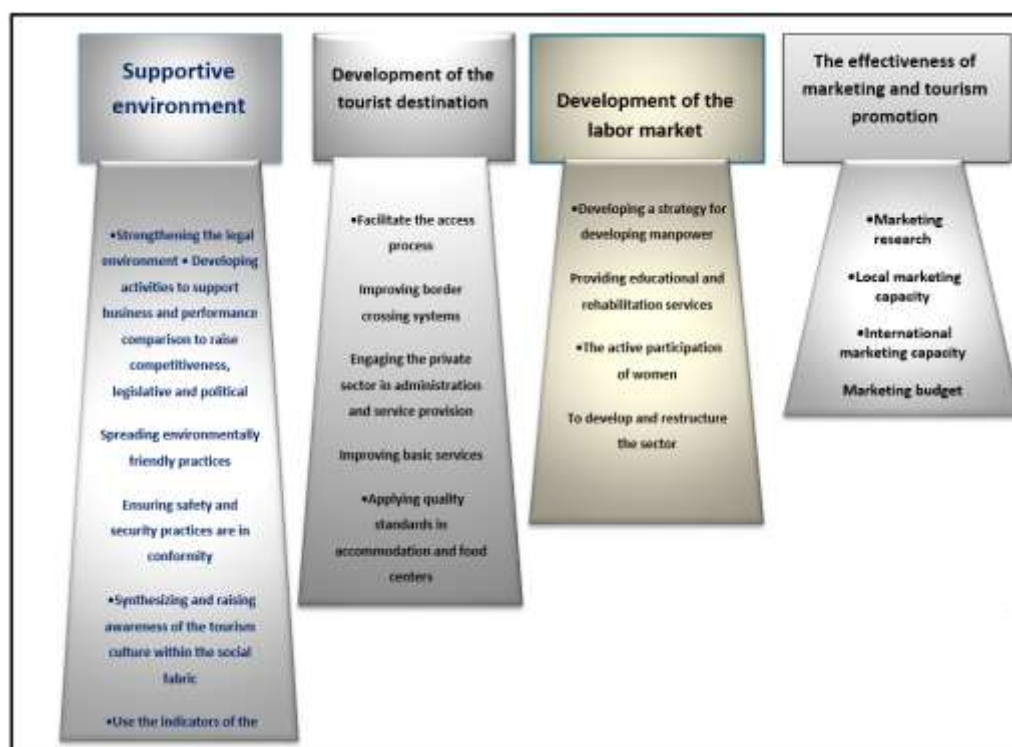 Supportive
environment
•Strengthening the legal
environment • Developing
activities to support
business and performance
comparison to raise
competitiveness,
legislative and political
Spreading environmentally
friendly practices
Ensuring safety and
security practices are in
conformity
•Synthesizing and raising
awareness of the tourism
culture within the social
fabric
•Use the indicators of the
Development of the
tourist destination
•Facilitate the access
process
Improving border
crossing systems
Engaging the private
sector in administration
and service provision
Improving basic services
•Applying quality
standards in
accommodation and food
centers
Development of the
labor market
•Developing a strategy for
developing manpower
Providing educational and
rehabilitation services
•The active participation
of women
To develop and restructure
the sector
The effectiveness of
marketing and tourism
promotion
•Marketing
research
•Local marketing
capacity
•International
marketing capacity
Marketing budget